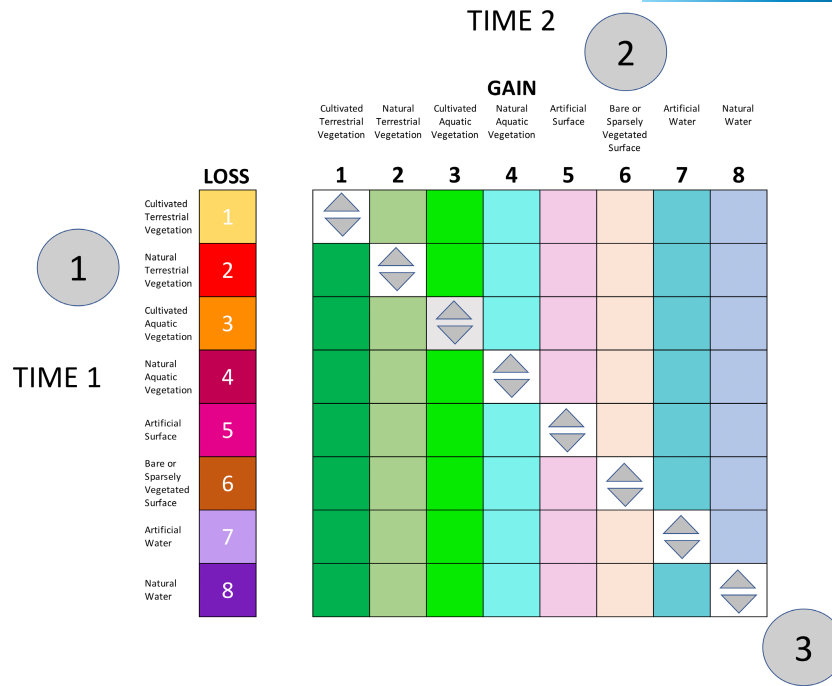 TIME 2
2
GAIN
Cultivated
Terrestrial
Vegetation
Natural
Terrestrial
Vegetation
Cultivated
Aquatic
Vegetation
Natural
Aquatic
Vegetation
Artificial
Surface
Bare or
Sparsely
Vegetated
Surface
Artificial
Water
Natural
Water
LOSS
1 2 3 4 5 6 7 8
Cultivated
Terrestrial
Vegetation
1
1
Natural
Terrestrial
Vegetation
2
Cultivated
Aquatic
Vegetation
3
TIME 1
Natural
Aquatic
Vegetation
4
Artificial
Surface
5
Bare or
Sparsely
Vegetated
Surface
6
Artificial
Water
7
Natural
Water
8
3